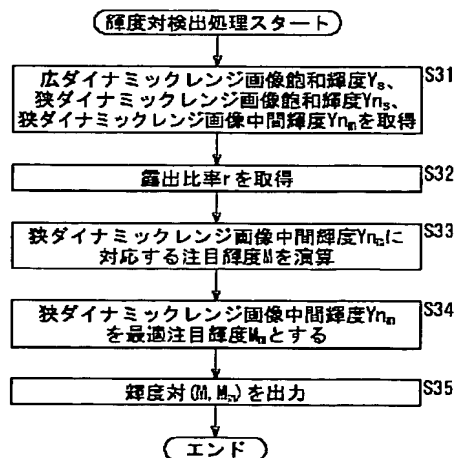 輝度対検出処理スタート
広ダイナミックレンジ画像飽和輝度Ys、
狭ダイナミックレンジ画像飽和輝度Yns、
狭ダイナミックレンジ画像中間輝度Ynmを取得
S31
露出比率rを取得
S32
狭ダイナミックレンジ画像中間輝度Ynmに
対応する注目輝度Mを演算
S33
狭ダイナミックレンジ画像中間輝度Ynm
を最適注目輝度Mmとする
S34
輝度対(M,Mm)を出力
S35
エンド